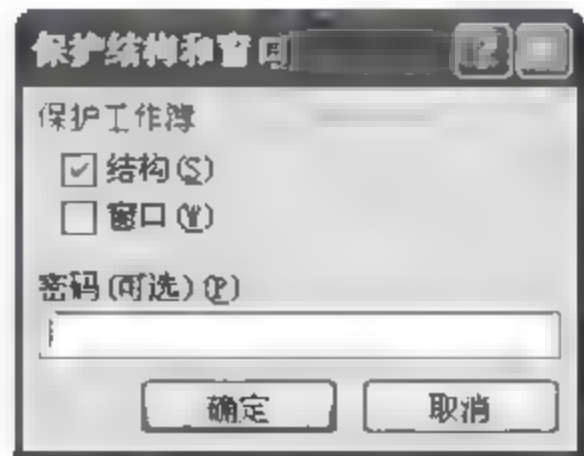 保护结构和窗口
保护工作簿
结构(S)
窗口(W)
密码(可选)(P)
确定
取消